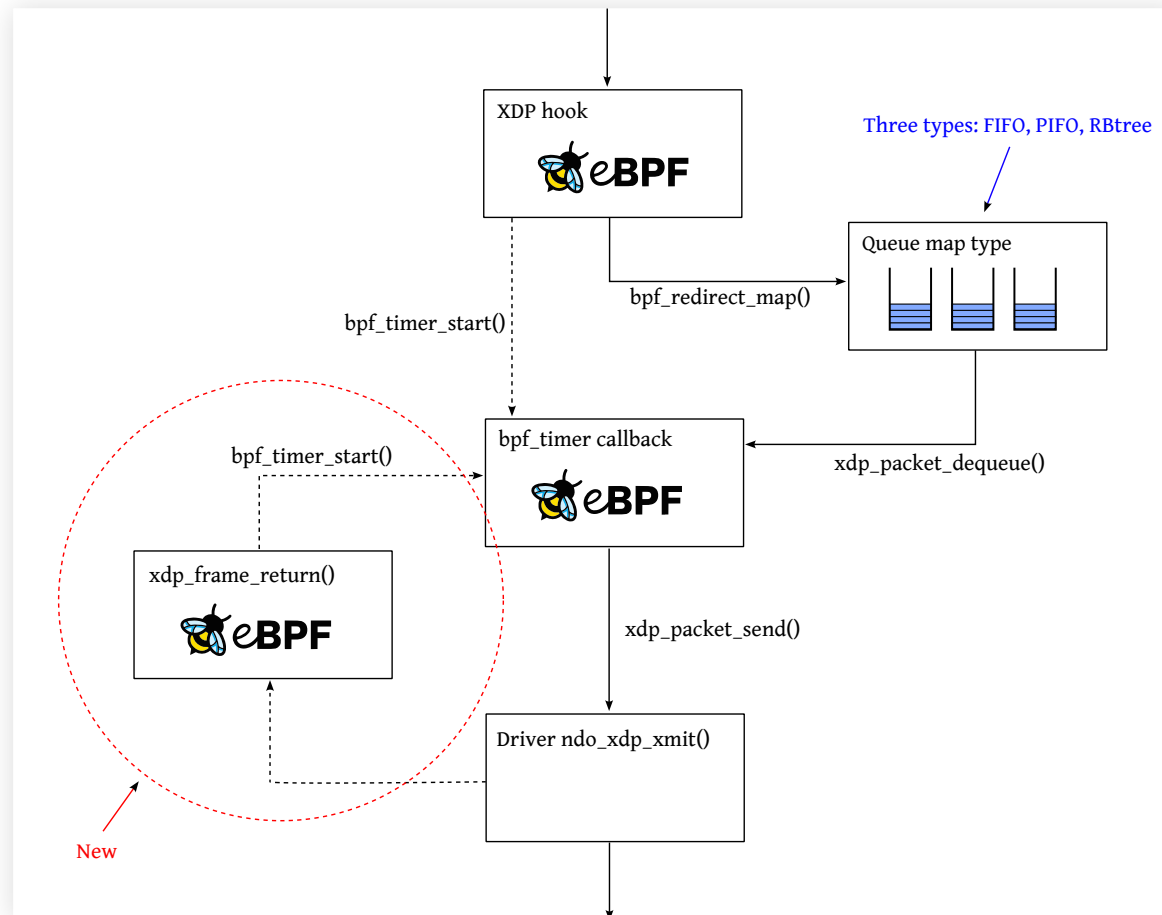 XDP hook
eBPF
Three types: FIFO, PIFO, RBtree
Queue map type
bpf_redirect_map()
bpf_timer_start()
bpf_timer callback
eBPF
xdp_packet_dequeue()
bpf_timer_start()
xdp_frame_return()
eBPF
xdp_packet_send()
Driver ndo_xdp_xmit()
New